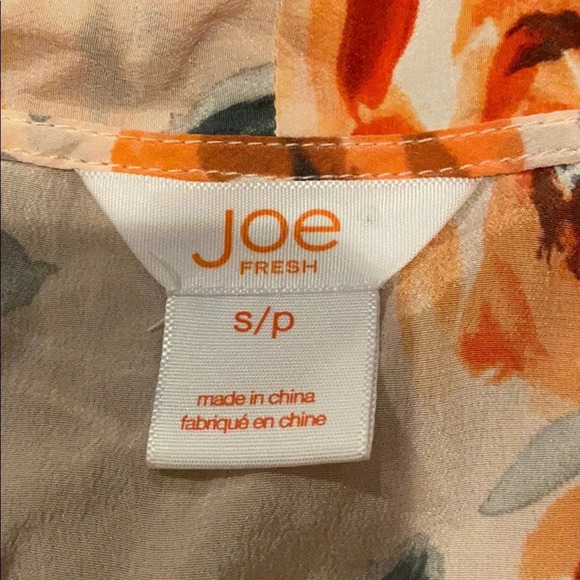 Joe
FRESH
s/p
made in china
fabriqué en chine